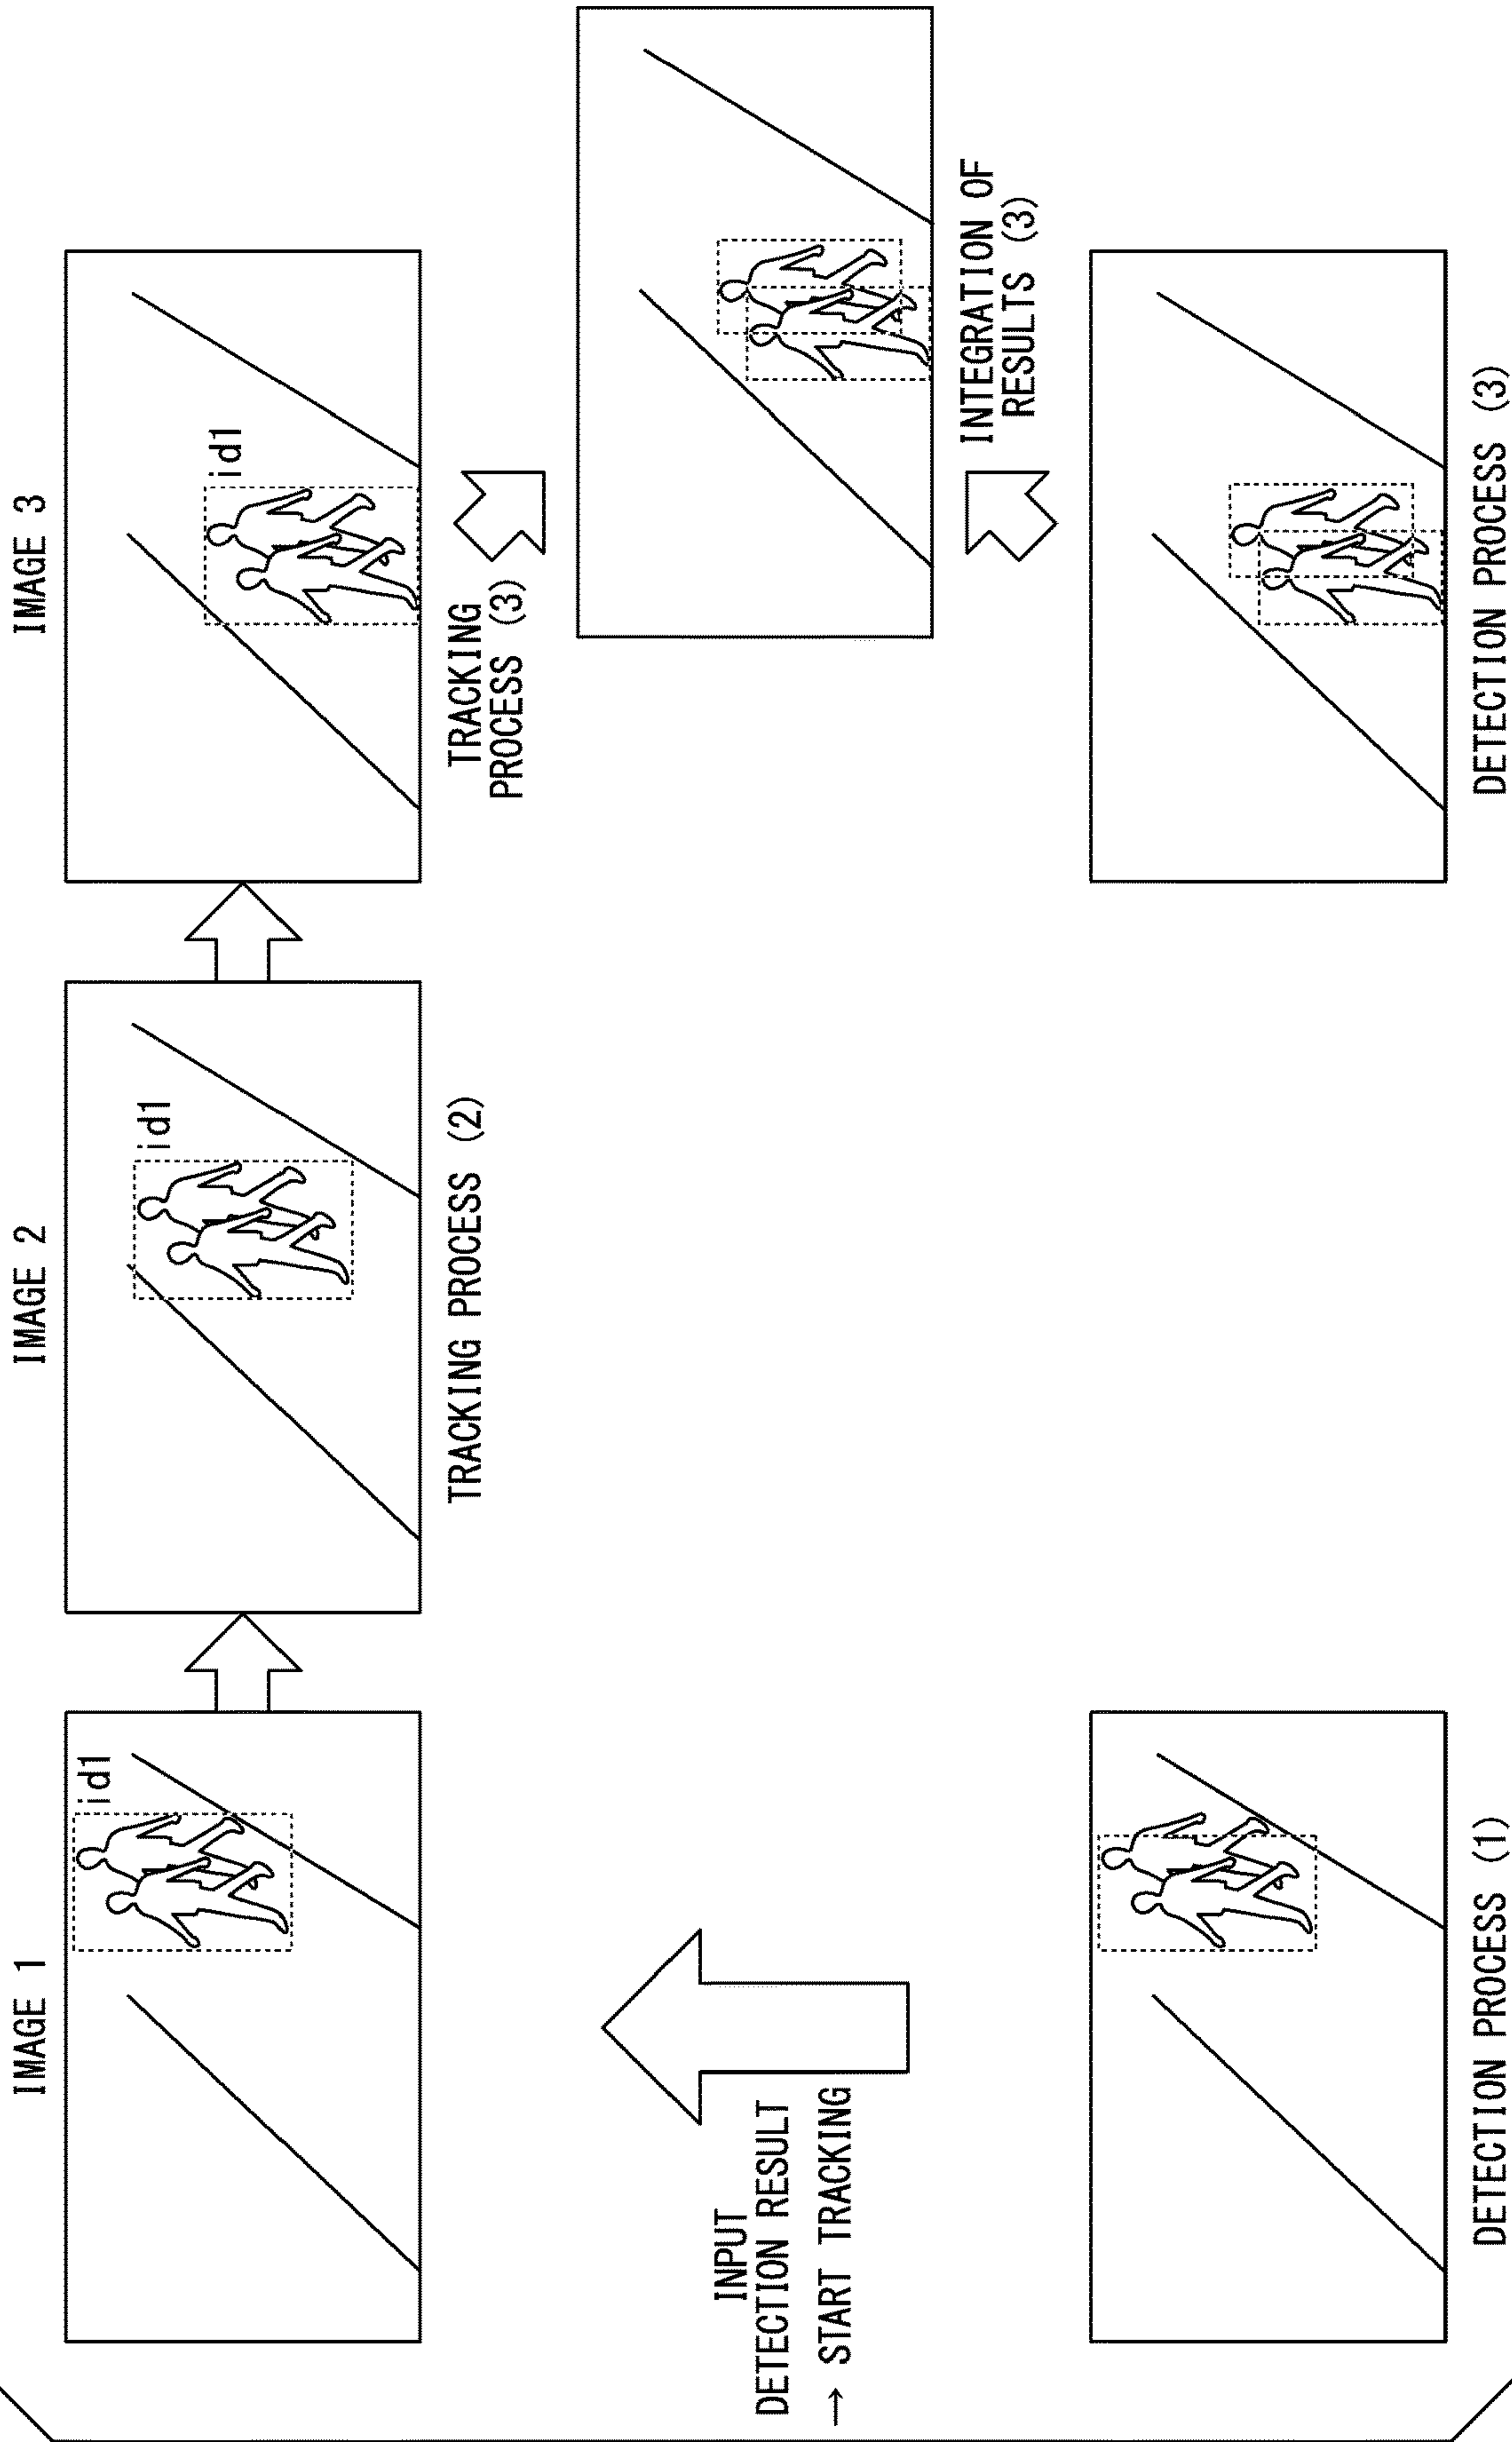 IMAGE 1
IMAGE 2
IMAGE 3
id1
id1
id1
TRACKING PROCESS (2)
TRACKING
PROCESS (3)
INPUT
DETECTION RESULT
→ START TRACKING
INTEGRATION OF
RESULTS (3)
DETECTION PROCESS (1)
DETECTION PROCESS (3)